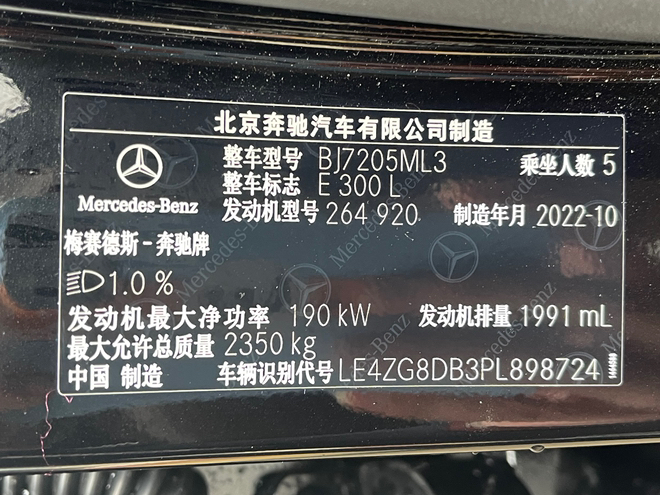 北京奔驰汽车有限公司制造
整车型号 BJ7205ML3 乘坐人数 5
整车标志 E 300 L
Mercedes-Benz 发动机型号 264 920 制造年月 2022-10
梅赛德斯-奔驰牌
1.0 %
发动机最大净功率 190 kW 发动机排量 1991 mL
最大允许总质量 2350 kg
中国 制造 车辆识别代号 LE4ZG8DB3PL898724